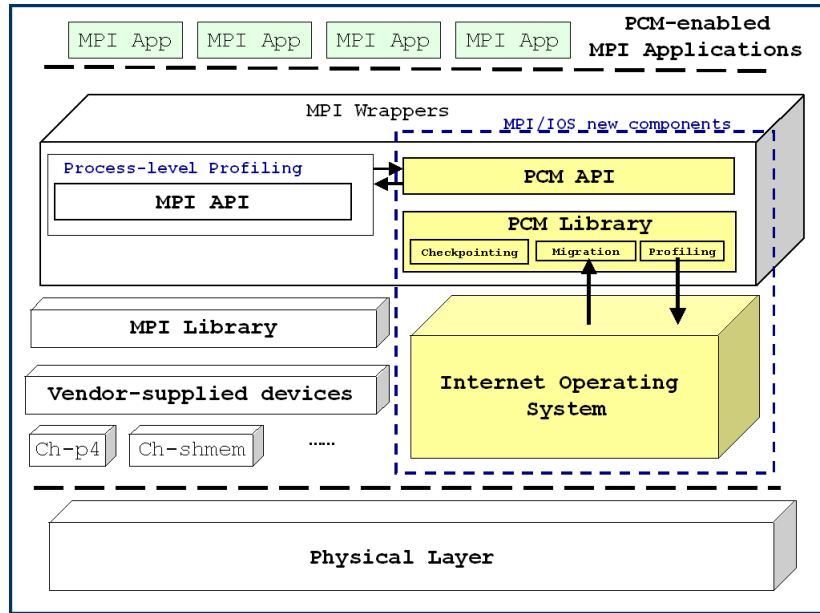 MPI App
MPI App
MPI App
MPI App
PCM-enabled
MPI Applications
MPI Wrappers
MPI/IOS new components
Process-level Profiling
MPI API
PCM API
PCM Library
Checkpointing
Migration
Profiling
MPI Library
Vendor-supplied devices
Ch-p4
Ch-shmem
……
Internet Operating
System
Physical Layer